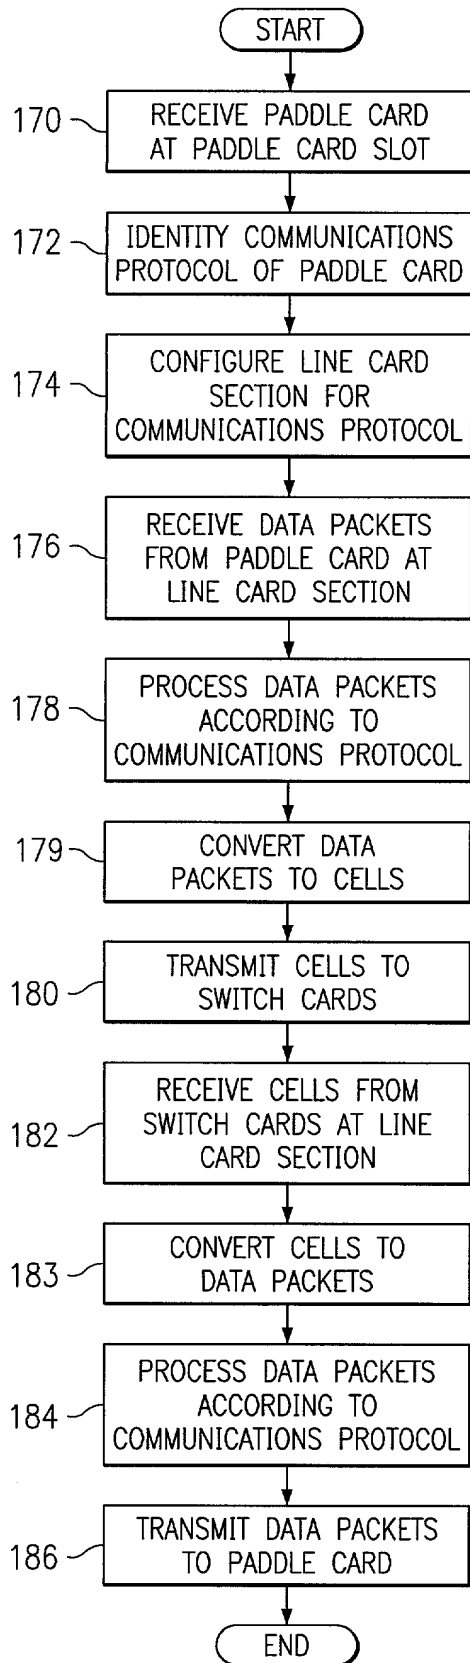 START
170
RECEIVE PADDLE CARD
AT PADDLE CARD SLOT
172
IDENTITY COMMUNICATIONS
PROTOCOL OF PADDLE CARD
174
CONFIGURE LINE CARD
SECTION FOR
COMMUNICATIONS PROTOCOL
176
RECEIVE DATA PACKETS
FROM PADDLE CARD AT
LINE CARD SECTION
178
PROCESS DATA PACKETS
ACCORDING TO
COMMUNICATIONS PROTOCOL
179
CONVERT DATA
PACKETS TO CELLS
180
TRANSMIT CELLS TO
SWITCH CARDS
182
RECEIVE CELLS FROM
SWITCH CARDS AT LINE
CARD SECTION
183
CONVERT CELLS TO
DATA PACKETS
184
PROCESS DATA PACKETS
ACCORDING TO
COMMUNICATIONS PROTOCOL
186
TRANSMIT DATA PACKETS
TO PADDLE CARD
END